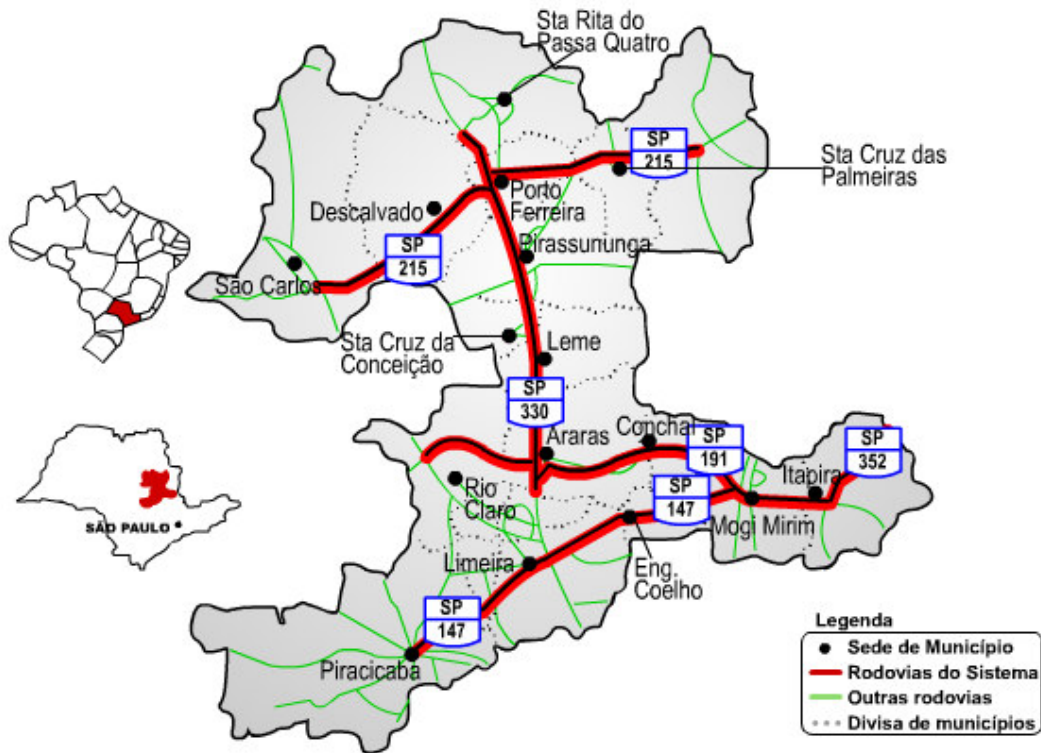 Sta Rita do
Passa Quatro
SP
215
Sta Cruz das
Palmeiras
Porto
Ferreira
Descalvado
Pirassununga
SP
215
São Carlos
Sta Cruz da
Conceição
Leme
SP
330
Araras
Conchal
SP
191
SP
352
Itapira
Rio
Claro
SP
147
Mogi Mirim
SÃO PAULO
Limeira
Eng.
Coelho
SP
147
Piracicaba
Legenda
Sede de Município
Rodovias do Sistema
Outras rodovias
Divisa de municípios